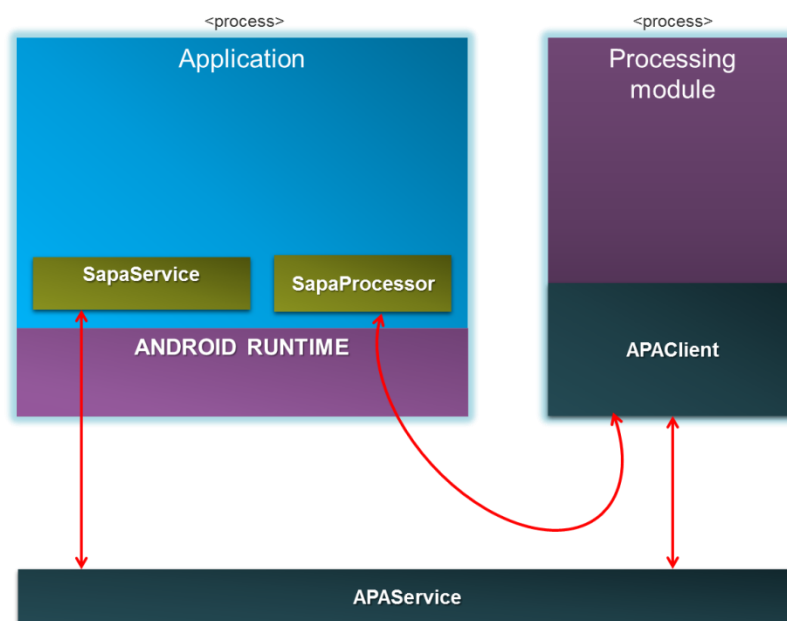 <process>
<process>
Application
Processing
module
SapaService
SapaProcessor
ANDROID RUNTIME
APAClient
APAService